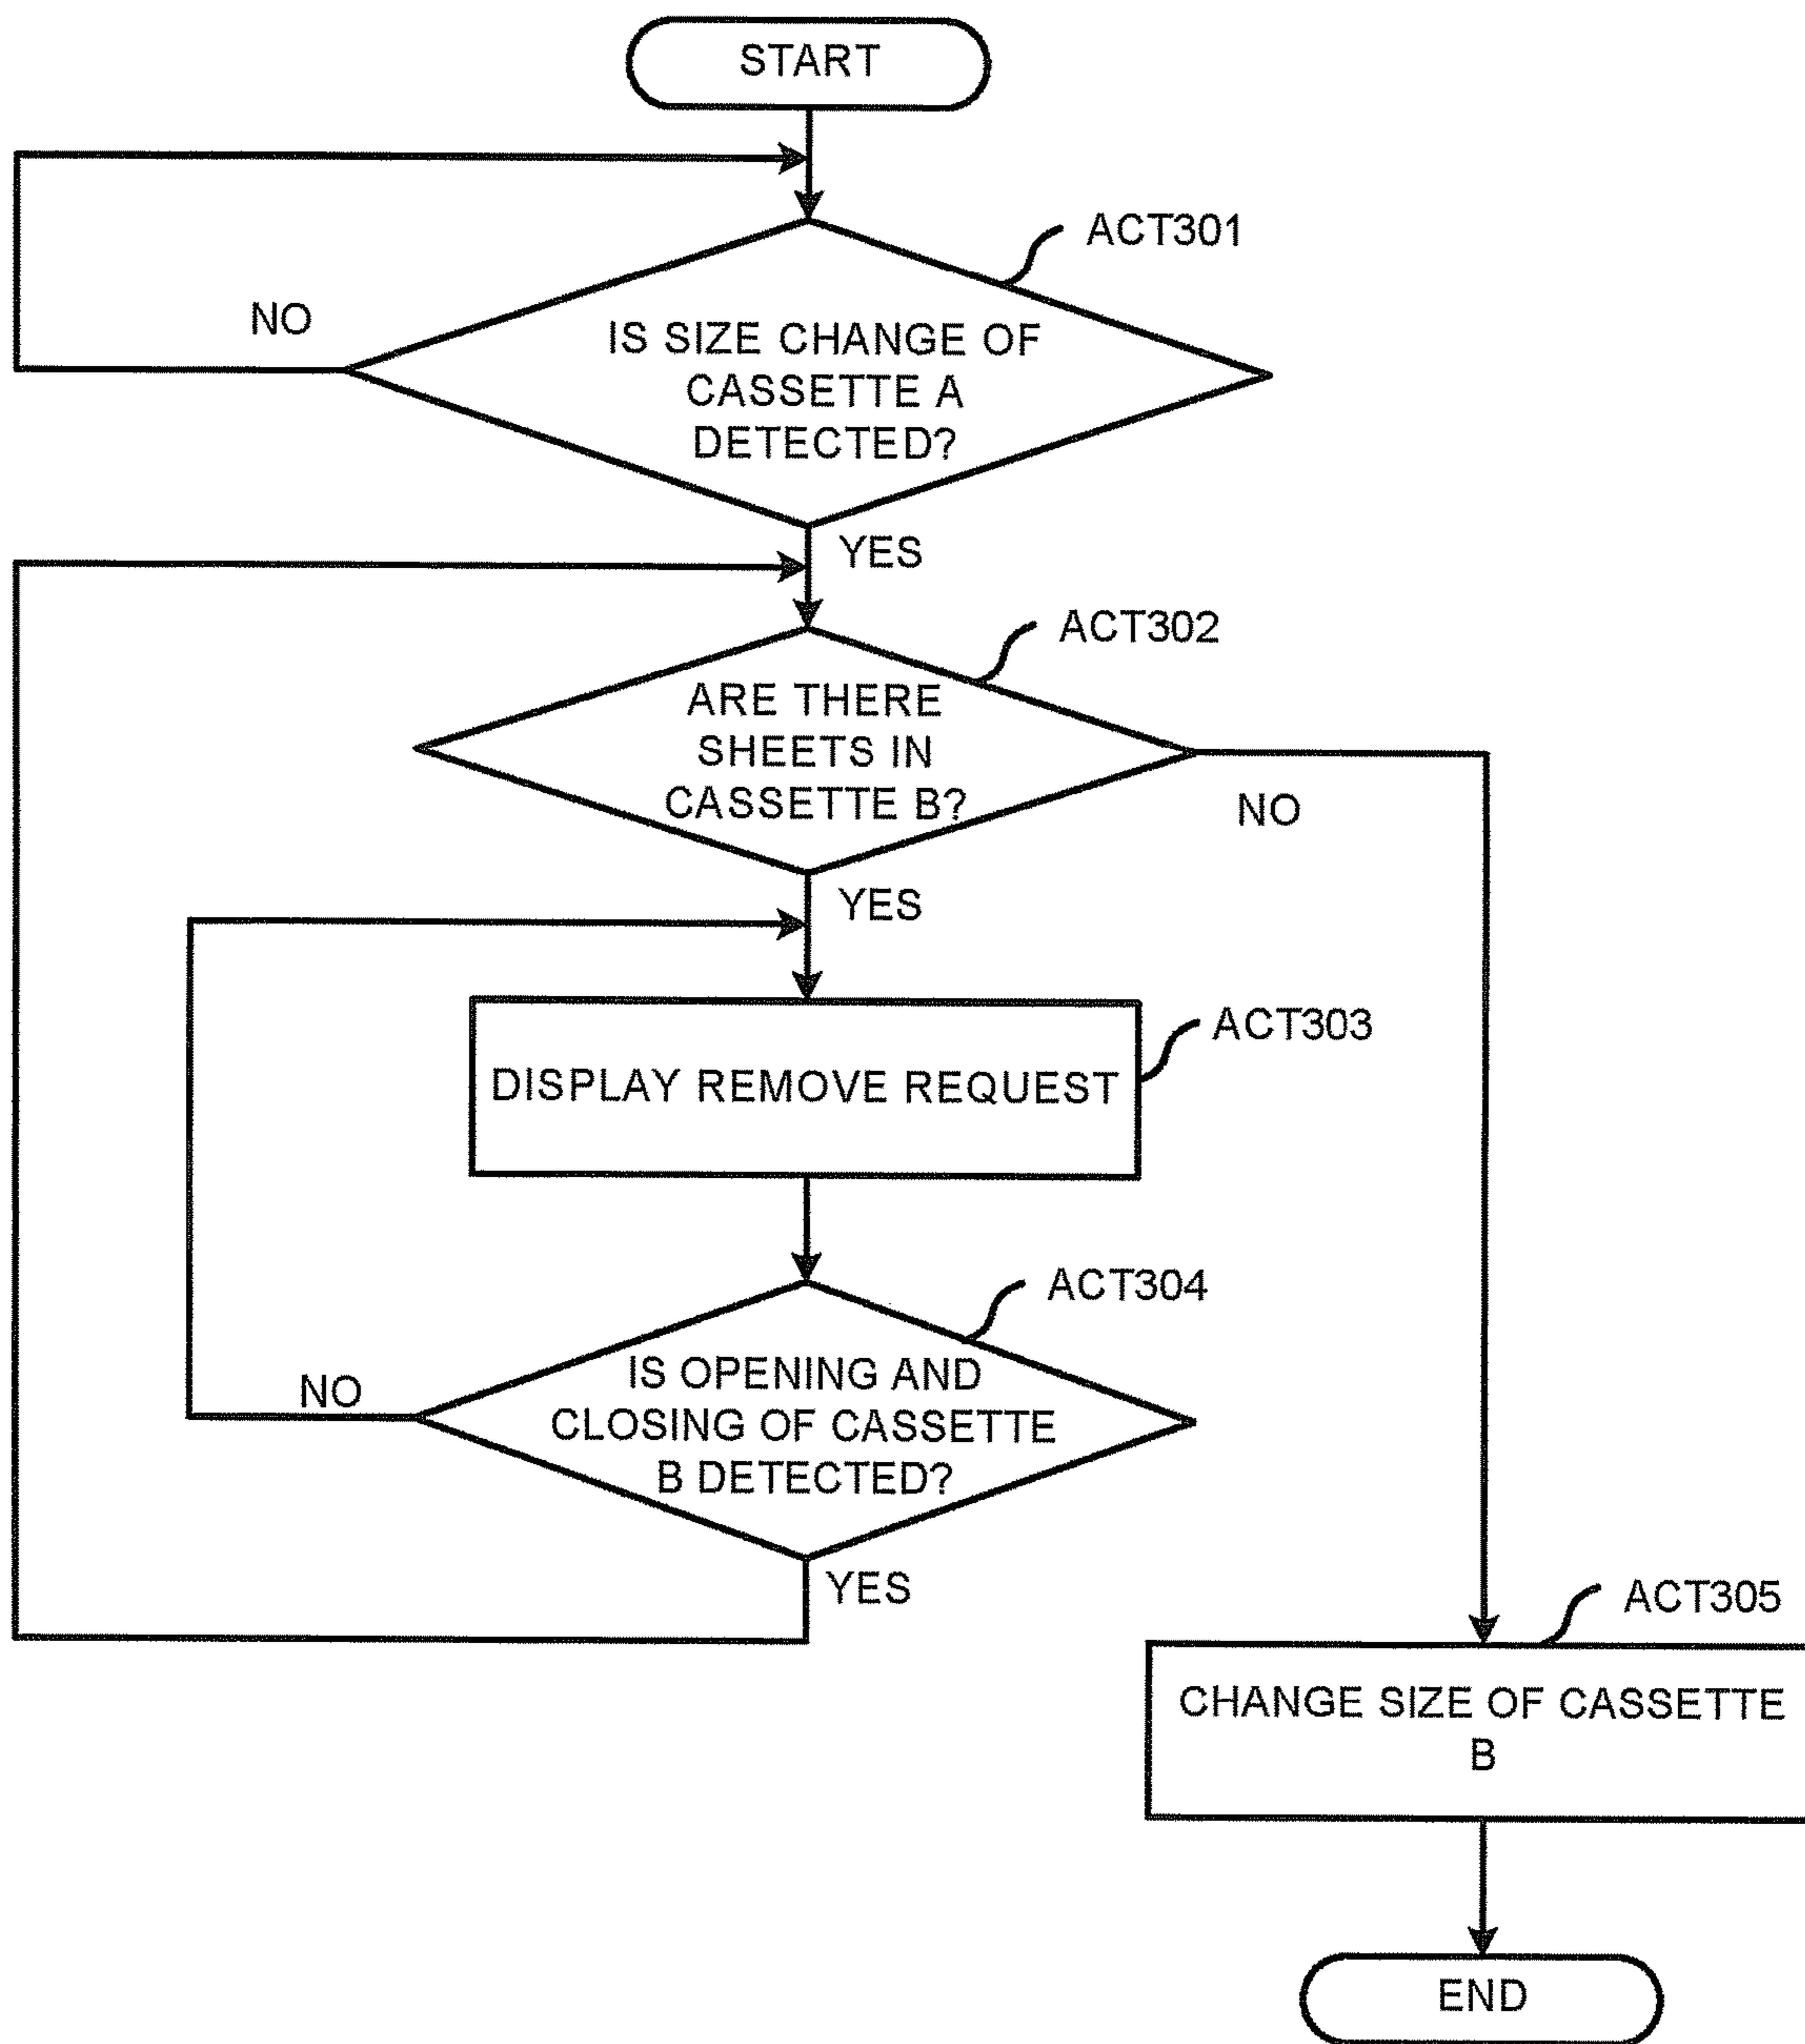 START
ACT301
NO
IS SIZE CHANGE OF
CASSETTE A
DETECTED?
YES
ACT302
ARE THERE
SHEETS IN
CASSETTE B?
NO
YES
ACT303
DISPLAY REMOVE REQUEST
ACT304
NO
IS OPENING AND
CLOSING OF CASSETTE
B DETECTED?
YES
ACT305
CHANGE SIZE OF CASSETTE
B
END